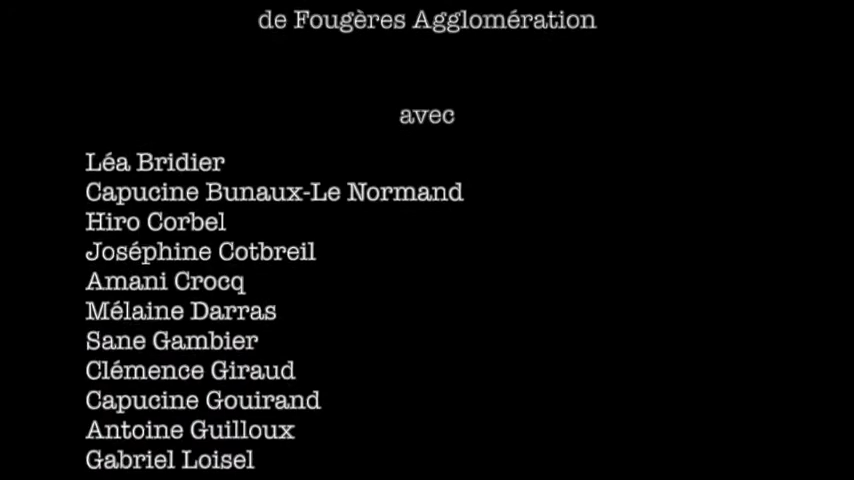 de Fougères Agglomération
avec
Léa Bridier
Capucine Bunaux-Le Normand
Hiro Corbel
Joséphine Cotbreil
Amani Crocq
Mélaine Darras
Sane Gambier
Clémence Giraud
Capucine Gouirand
Antoine Guilloux
Gabriel Loisel